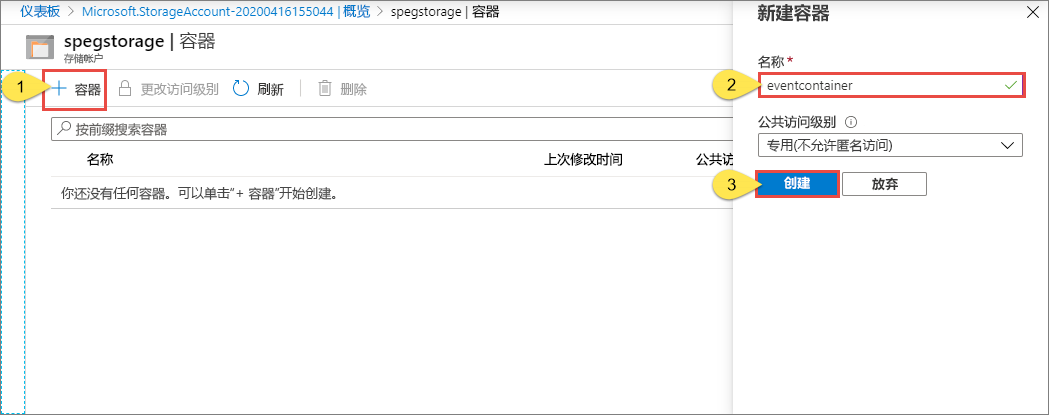 仪表板 > Microsoft.StorageAccount-20200416155044 | 概览 > spegstorage | 容器
spegstorage | 容器
存储帐户
1
+ 容器
更改访问级别
刷新
删除
按前缀搜索容器
名称
上次修改时间
公共访
你还没有任何容器。可以单击"+ 容器"开始创建。
新建容器
名称 *
2
eventcontainer
公共访问级别
专用(不允许匿名访问)
3
创建
放弃